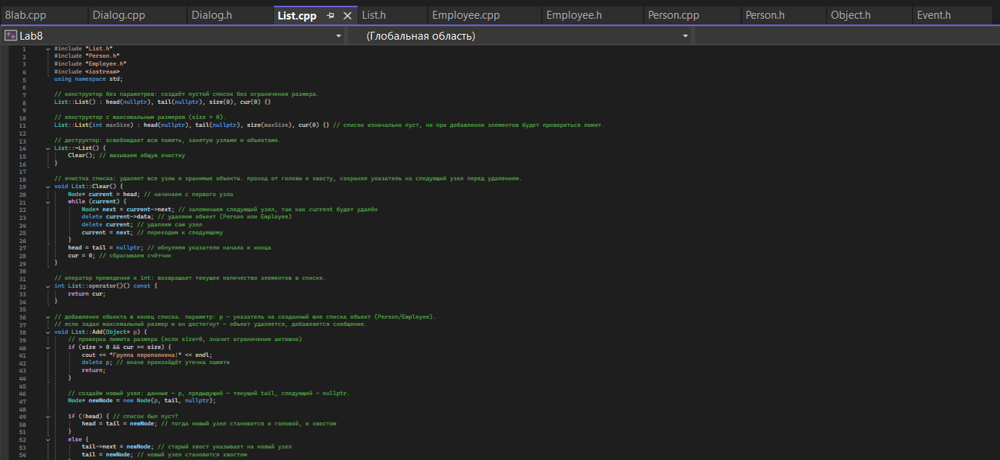 8lab.cpp Dialog.cpp Dialog.h List.cpp List.h Employee.cpp Employee.h Person.cpp Person.h Object.h Event.h
Lab8 (Глобальная область)
1 #include "List.h"
2 #include "Person.h"
3 #include "Employee.h"
4 #include <iostream>
5 using namespace std;
6
7 // конструктор без параметров: создаёт пустой список без ограничения размера.
8 List::List() : head(nullptr), tail(nullptr), size(0), cur(0) {}
9
10 // конструктор с максимальным размером (size > 0).
11 List::List(int maxSize) : head(nullptr), tail(nullptr), size(maxSize), cur(0) {} // список изначально пуст, но при добавлении элементов будет проверяться лимит.
12
13 // деструктор: освобождает всю память, занятую узлами и объектами.
14 List::~List() {
15 Clear(); // вызываем общую очистку
16 }
17
18 // очистка списка: удаляет все узлы и хранимые объекты. проход от головы к хвосту, сохраняя указатель на следующий узел перед удалением.
19 void List::Clear() {
20 Node* current = head; // начинаем с первого узла
21 while (current) {
22 Node* next = current->next; // запоминаем следующий узел, так как current будет удалён
23 delete current->data; // удаляем объект (Person или Employee)
24 delete current; // удаляем сам узел
25 current = next; // переходим к следующему
26 }
27 head = tail = nullptr; // обнуляем указатели начала и конца
28 cur = 0; // сбрасываем счётчик
29 }
30
31 // оператор приведения к int: возвращает текущее количество элементов в списке.
32 int List::operator()() const {
33 return cur;
34 }
35
36 // добавление объекта в конец списка. параметр: p – указатель на созданный вне списка объект (Person/Employee).
37 // если задан максимальный размер и он достигнут – объект удаляется, добавляется сообщение.
38 void List::Add(Object* p) {
39 // проверка лимита размера (если size>0, значит ограничение активно)
40 if (size > 0 && cur >= size) {
41 cout << "Группа переполнена!" << endl;
42 delete p; // иначе произойдёт утечка памяти
43 return;
44 }
45
46 // создаём новый узел: данные – p, предыдущий – текущий tail, следующий – nullptr.
47 Node* newNode = new Node(p, tail, nullptr);
48
49 if (!head) { // список был пуст?
50 head = tail = newNode; // тогда новый узел становится и головой, и хвостом
51 }
52 else {
53 tail->next = newNode; // старый хвост указывает на новый узел
54 tail = newNode; // новый узел становится хвостом